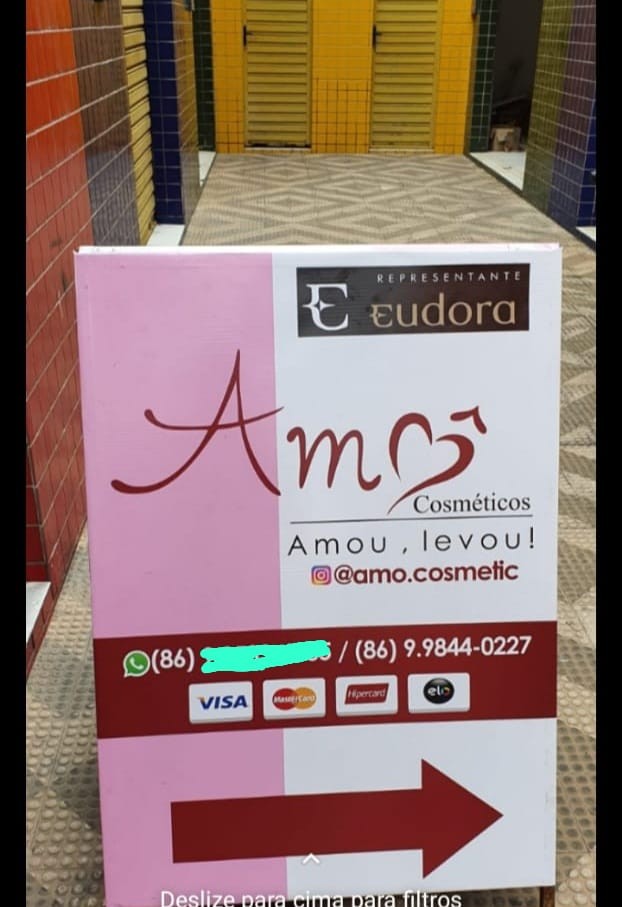 REPRESENTANTE
E eudora
Amo
Cosméticos
Amou, levou!
@amo.cosmetic
(86) / (86) 9.9844-0227
VISA MasterCard Hipercard elo
Deslize para cima para filtros